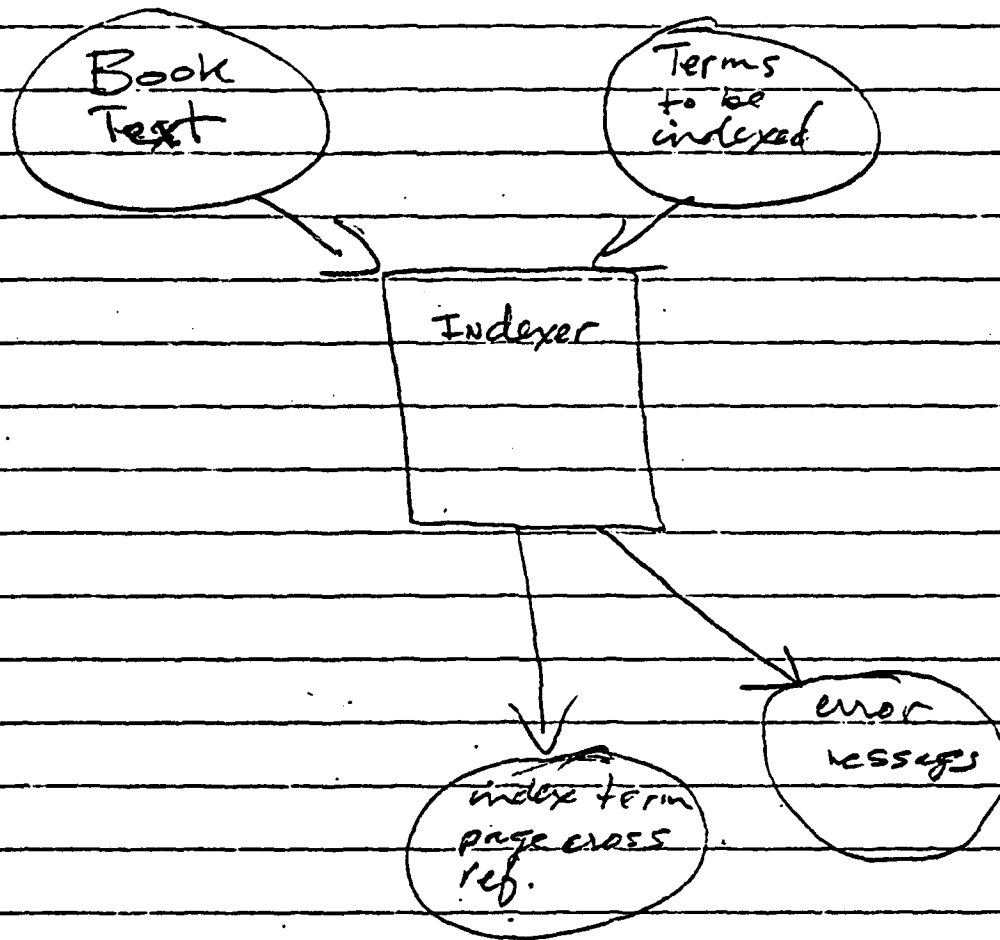 Book
Text
Terms
to be
indexed
Indexer
error
messages
index term
page cross
ref.